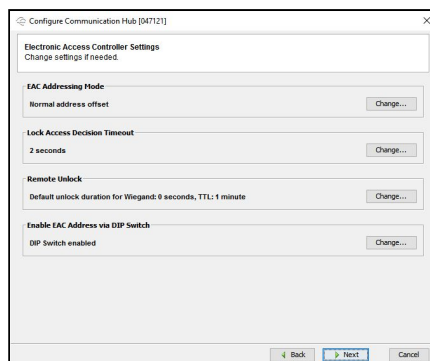 Configure Communication Hub [047121]
Electronic Access Controller Settings
Change settings if needed.
EAC Addressing Mode
Normal address offset
Change...
Lock Access Decision Timeout
2 seconds
Change...
Remote Unlock
Default unlock duration for Wiegand: 0 seconds, TTL: 1 minute
Change...
Enable EAC Address via DIP Switch
DIP Switch enabled
Change...
Back
Next
Cancel